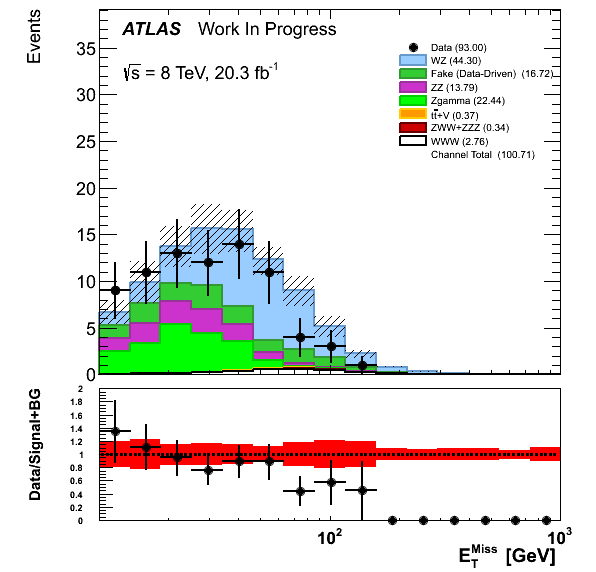 Events
ATLAS Work In Progress
√s = 8 TeV, 20.3 fb⁻¹
Data (93.00)
WZ (44.30)
Fake (Data-Driven) (16.72)
ZZ (13.79)
Zgamma (22.44)
tt̄+V (0.37)
ZWW+ZZZ (0.34)
WWW (2.76)
Channel Total (100.71)
35
30
25
20
15
10
5
0
Data/Signal+BG
2
1.8
1.6
1.4
1.2
1
0.8
0.6
0.4
0.2
0
10²
10³
E_T^Miss [GeV]